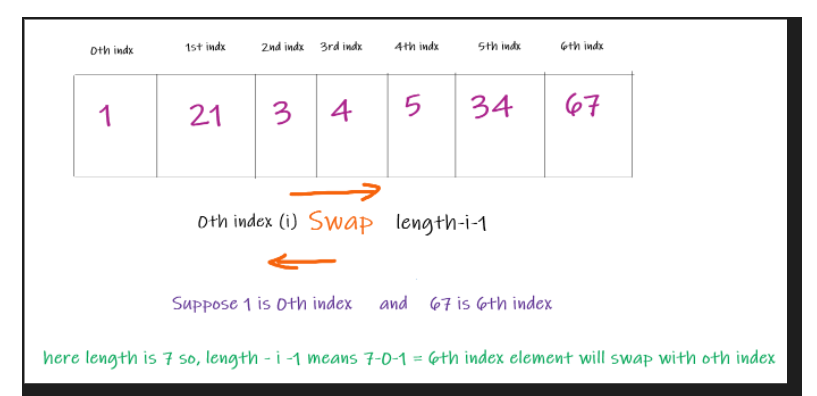 0th indx 1st indx 2nd indx 3rd indx 4th indx 5th indx 6th indx
1 21 3 4 5 34 67
0th index (i) Swap length-i-1
Suppose 1 is 0th index and 67 is 6th index
here length is 7 so, length - i -1 means 7-0-1 = 6th index element will swap with 0th index